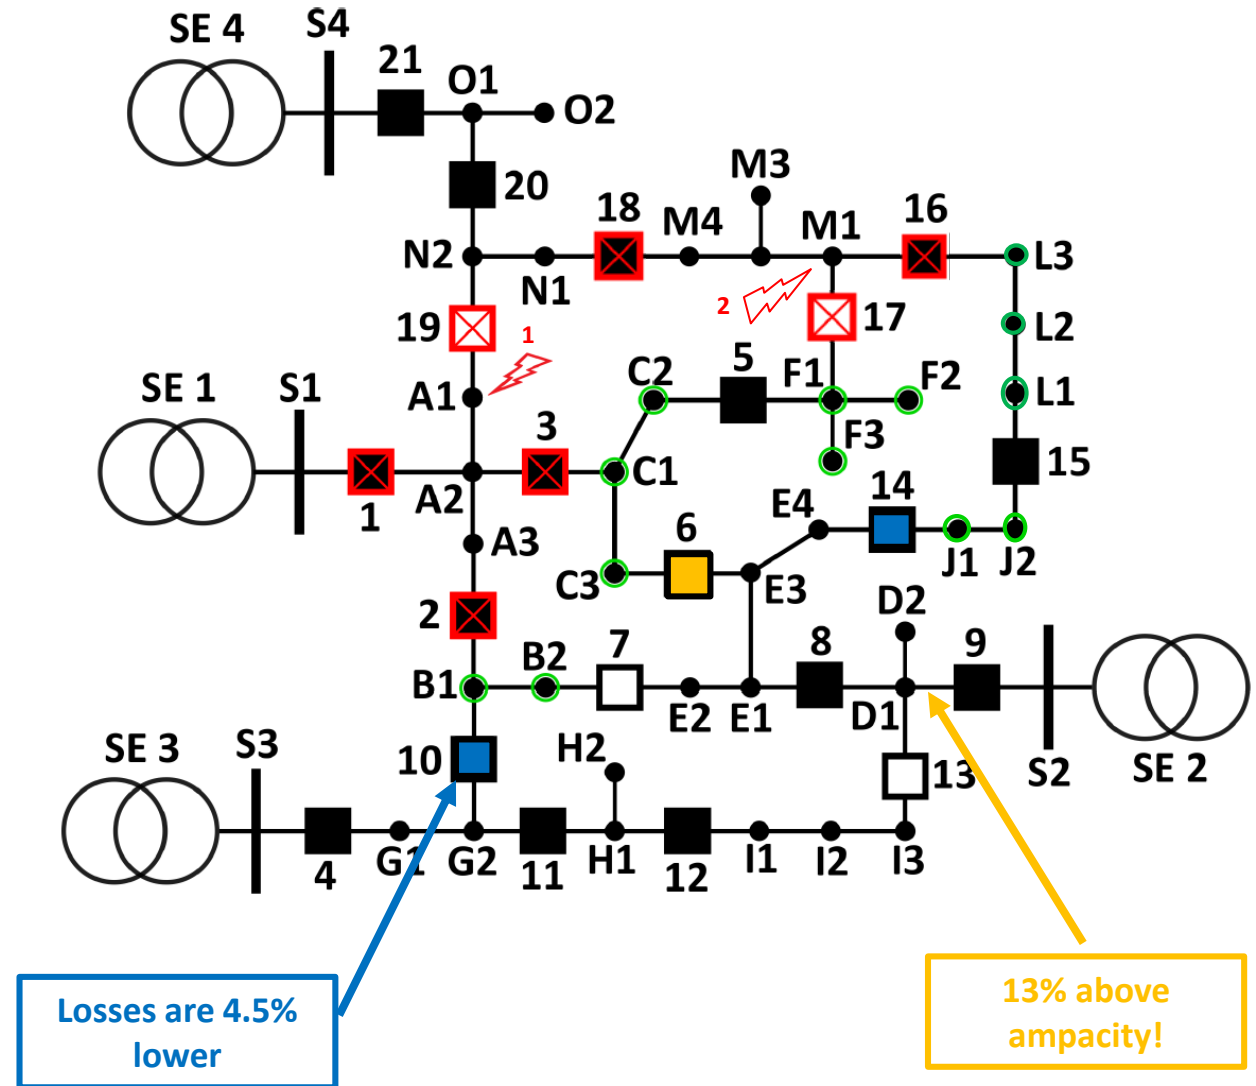 SE 4
S4
21
O1
O2
20
M3
18
M4
M1
16
N2
N1
L3
2
17
L2
19
1
5
C2
F1
F2
SE 1
S1
A1
L1
3
F3
C1
15
A2
1
14
E4
6
A3
C3
E3
J1
J2
D2
2
7
8
9
B2
B1
E2
E1
D1
SE 3
S3
H2
10
13
S2
SE 2
4
G1
G2
11
H1
12
I1
I2
I3
Losses are 4.5%
lower
13% above
ampacity!